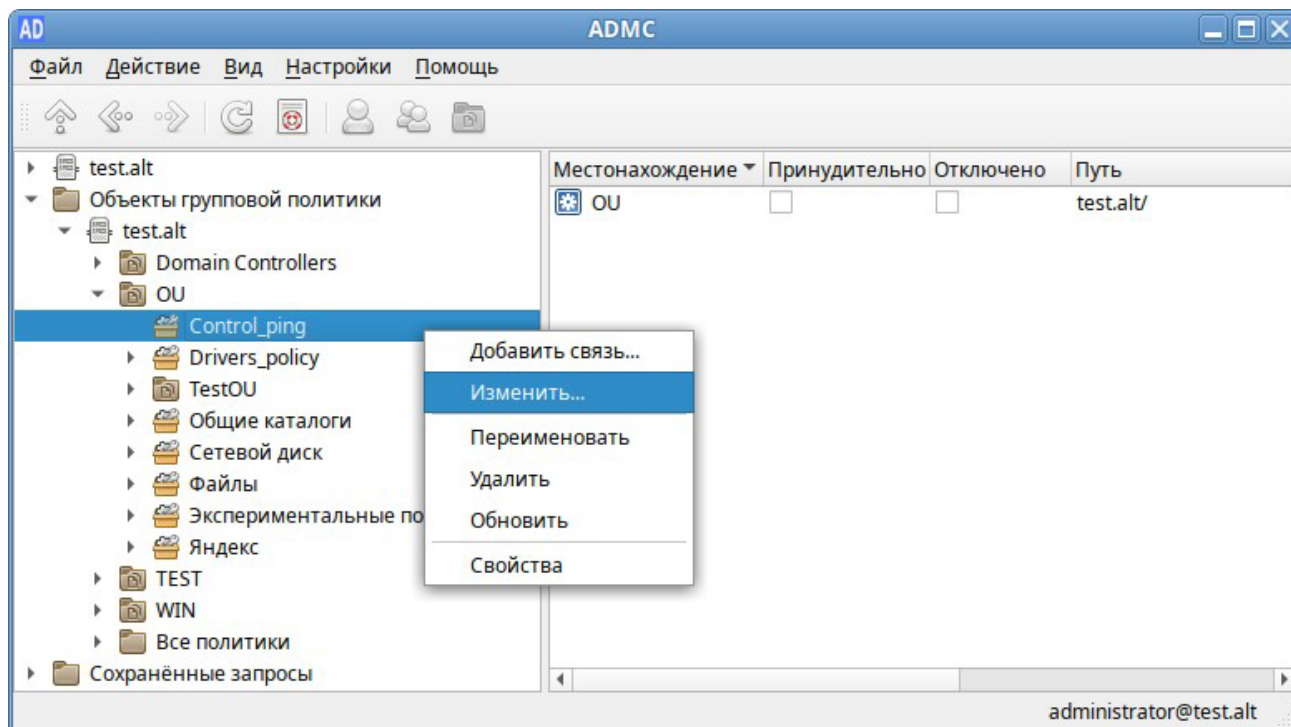 AD ADMC
Файл Действие Вид Настройки Помощь
test.alt
Объекты групповой политики
test.alt
Domain Controllers
OU
Control_ping
Drivers_policy
TestOU
Общие каталоги
Сетевой диск
Файлы
Экспериментальные по
Яндекс
TEST
WIN
Все политики
Сохранённые запросы
Добавить связь...
Изменить...
Переименовать
Удалить
Обновить
Свойства
Местонахождение Принудительно Отключено Путь
OU test.alt/
administrator@test.alt